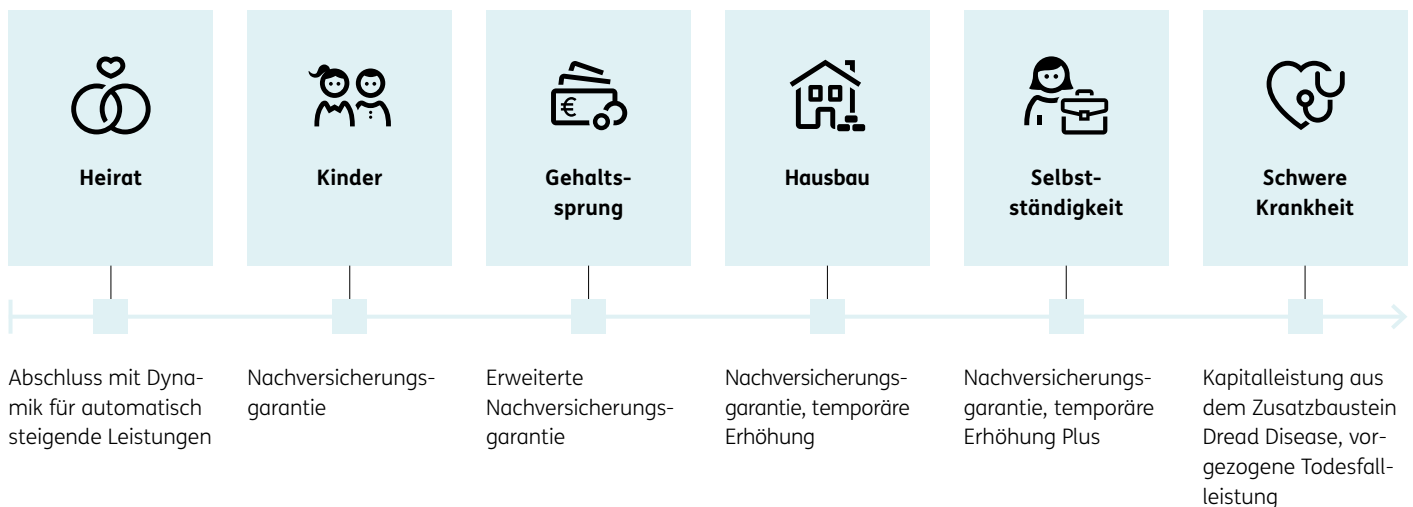 Heirat
Kinder
Gehalts-
sprung
Hausbau
Selbst-
ständigkeit
Schwere
Krankheit
€
Abschluss mit Dyna-
mik für automatisch
steigende Leistungen
Nachversicherungs-
garantie
Erweiterte
Nachversicherungs-
garantie
Nachversicherungs-
garantie, temporäre
Erhöhung
Nachversicherungs-
garantie, temporäre
Erhöhung Plus
Kapitalleistung aus
dem Zusatzbaustein
Dread Disease, vor-
gezogene Todesfall-
leistung